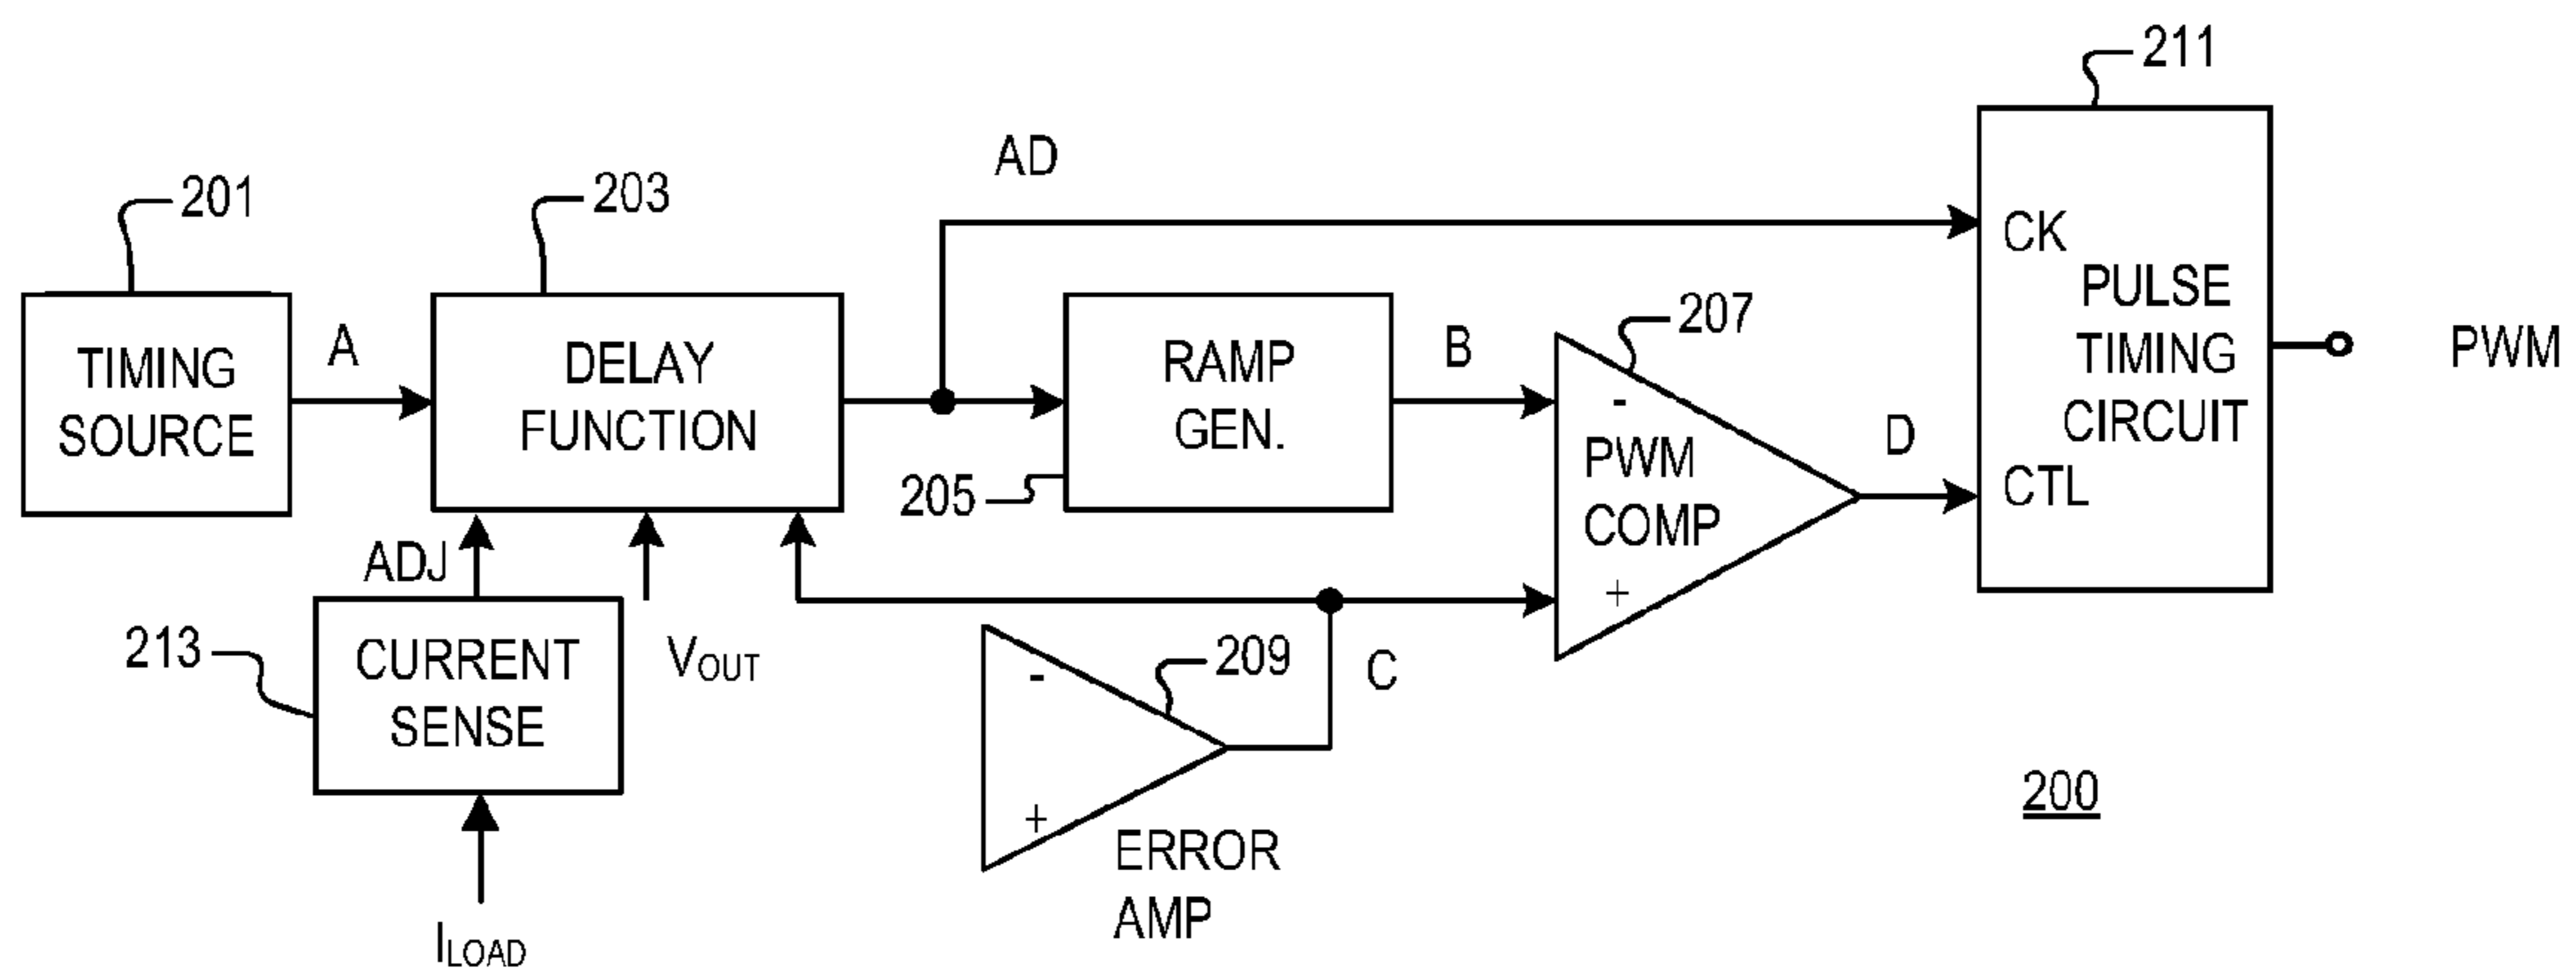 211
AD
201
203
CK
PULSE
TIMING
CIRCUIT
CTL
TIMING
SOURCE
A
DELAY
FUNCTION
RAMP
GEN.
205
B
207
-
PWM
COMP
+
D
PWM
ADJ
213
CURRENT
SENSE
VOUT
ILOAD
209
-
+
C
ERROR
AMP
200